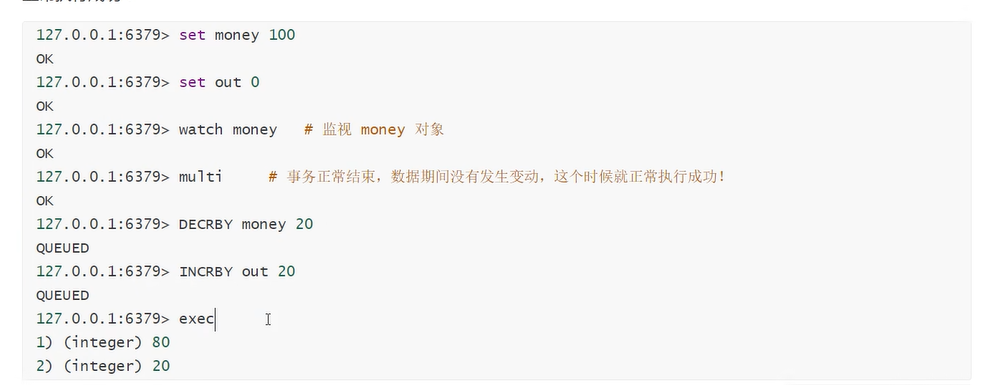 127.0.0.1:6379> set money 100
OK
127.0.0.1:6379> set out 0
OK
127.0.0.1:6379> watch money   # 监视 money 对象
OK
127.0.0.1:6379> multi     # 事务正常结束，数据期间没有发生变动，这个时候就正常执行成功！
OK
127.0.0.1:6379> DECRBY money 20
QUEUED
127.0.0.1:6379> INCRBY out 20
QUEUED
127.0.0.1:6379> exec
1) (integer) 80
2) (integer) 20